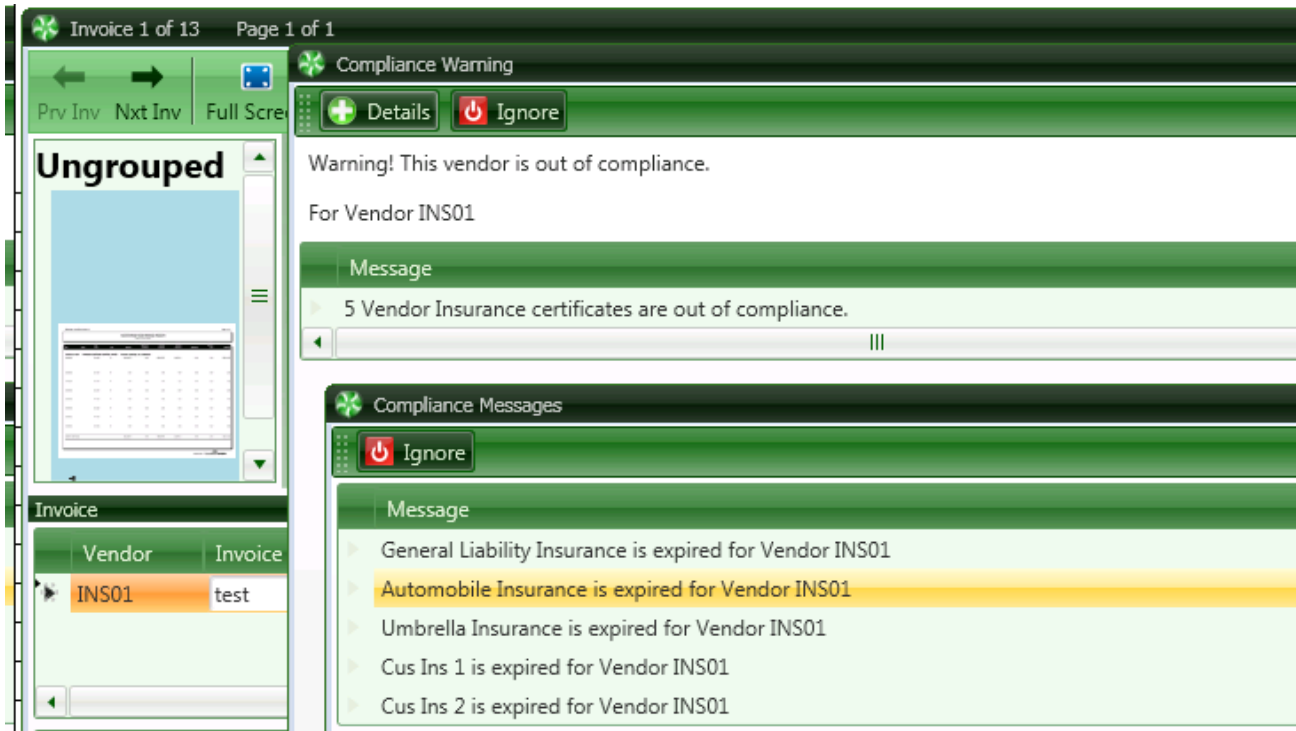 Invoice 1 of 13 Page 1 of 1
Prv Inv Nxt Inv Full
Ungrouped
Invoice
Vendor Invoice
INS01 test
Compliance Warning
Details Ignore
Warning! This vendor is out of compliance.
For Vendor INS01
Message
5 Vendor Insurance certificates are out of compliance.
Compliance Messages
Ignore
Message
General Liability Insurance is expired for Vendor INS01
Automobile Insurance is expired for Vendor INS01
Umbrella Insurance is expired for Vendor INS01
Cus Ins 1 is expired for Vendor INS01
Cus Ins 2 is expired for Vendor INS01